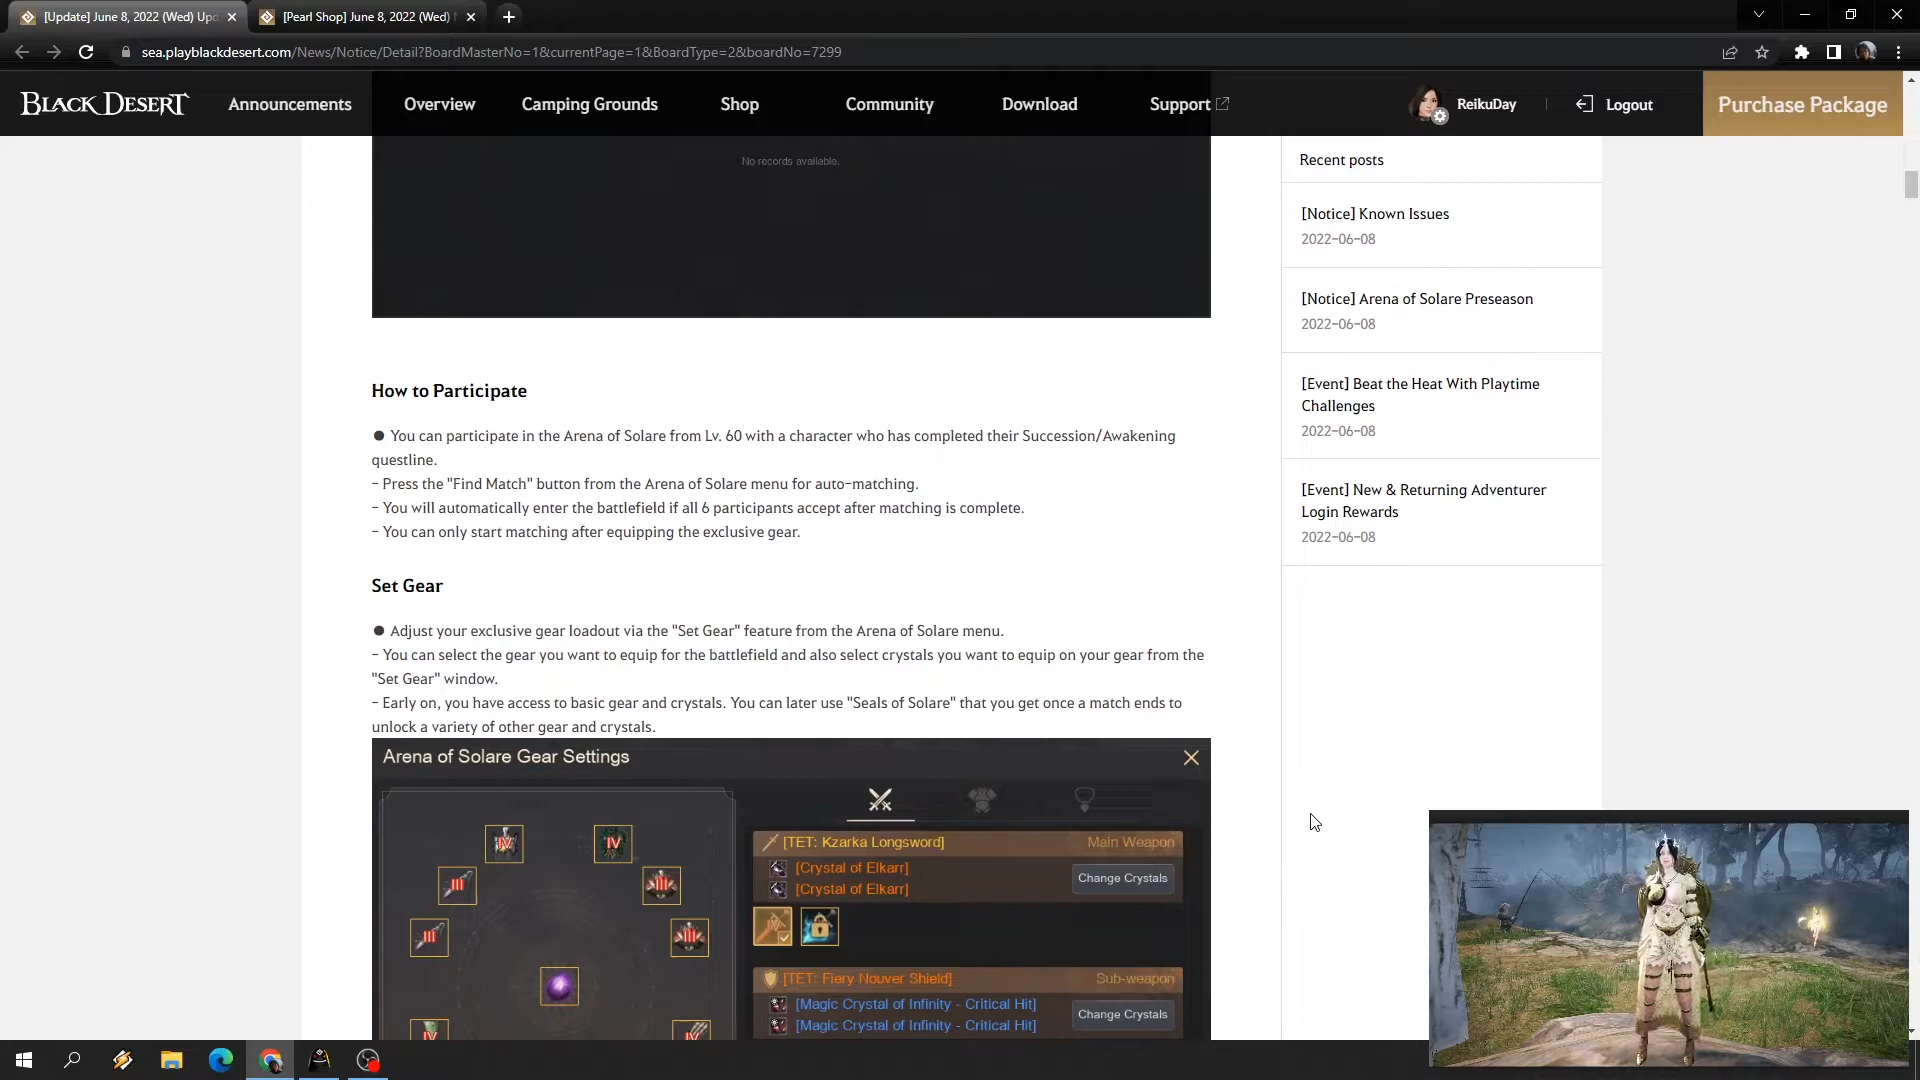 [Update] June 8, 2022 (Wed) Upd
[Pearl Shop] June 8, 2022 (Wed)
sea.playblackdesert.com/News/Notice/Detail?BoardMasterNo=1&currentPage=1&BoardType=2&boardNo=7299
BLACK DESERT
Announcements
Overview
Camping Grounds
Shop
Community
Download
Support
ReikuDay
Logout
Purchase Package
No records available.
How to Participate
● You can participate in the Arena of Solare from Lv. 60 with a character who has completed their Succession/Awakening
questline.
- Press the "Find Match" button from the Arena of Solare menu for auto-matching.
- You will automatically enter the battlefield if all 6 participants accept after matching is complete.
- You can only start matching after equipping the exclusive gear.
Set Gear
● Adjust your exclusive gear loadout via the "Set Gear" feature from the Arena of Solare menu.
- You can select the gear you want to equip for the battlefield and also select crystals you want to equip on your gear from the
"Set Gear" window.
- Early on, you have access to basic gear and crystals. You can later use "Seals of Solare" that you get once a match ends to
unlock a variety of other gear and crystals.
Arena of Solare Gear Settings
IV
IV
III
III
III
III
IV
[TET: Kzarka Longsword]
Main Weapon
[Crystal of Elkarr]
[Crystal of Elkarr]
Change Crystals
[TET: Fiery Nouver Shield]
Sub-weapon
[Magic Crystal of Infinity - Critical Hit]
[Magic Crystal of Infinity - Critical Hit]
Change Crystals
Recent posts
[Notice] Known Issues
2022-06-08
[Notice] Arena of Solare Preseason
2022-06-08
[Event] Beat the Heat With Playtime
Challenges
2022-06-08
[Event] New & Returning Adventurer
Login Rewards
2022-06-08